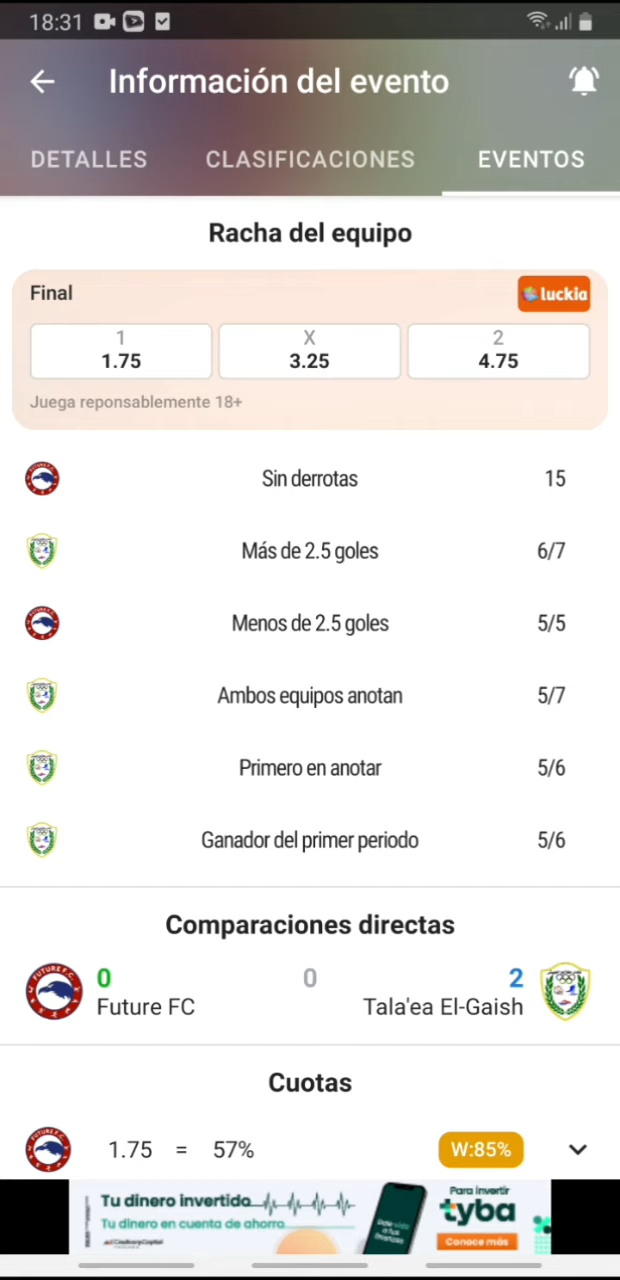 18:31
Información del evento
DETALLES CLASIFICACIONES EVENTOS
Racha del equipo
Final luckia
1 X 2
1.75 3.25 4.75
Juega reponsablemente 18+
Sin derrotas 15
Más de 2.5 goles 6/7
Menos de 2.5 goles 5/5
Ambos equipos anotan 5/7
Primero en anotar 5/6
Ganador del primer periodo 5/6
Comparaciones directas
FUTURE F.C.
0 0 2
Future FC Tala'ea El-Gaish
Cuotas
1.75 = 57% W:85%
Tu dinero invertido
Tu dinero en cuenta de ahorro
Para invertir
tyba
Conoce más